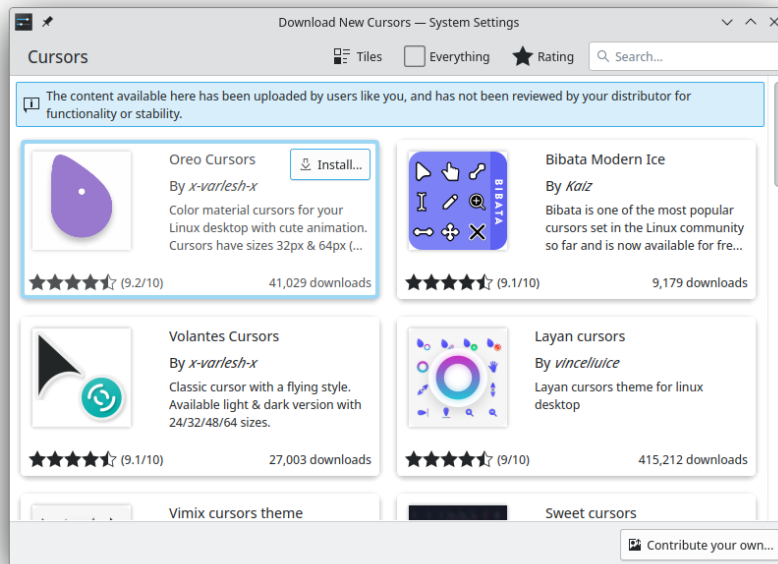 Download New Cursors — System Settings
Cursors
Tiles
Everything
Rating
Search...
The content available here has been uploaded by users like you, and has not been reviewed by your distributor for
functionality or stability.
Oreo Cursors
Install...
By x-varlesh-x
Color material cursors for your
Linux desktop with cute animation.
Cursors have sizes 32px & 64px (...
(9.2/10)
41,029 downloads
BIBATA
Bibata Modern Ice
By Kaiz
Bibata is one of the most popular
cursors set in the Linux community
so far and is now available for fre...
(9.1/10)
9,179 downloads
Volantes Cursors
By x-varlesh-x
Classic cursor with a flying style.
Available light & dark version with
24/32/48/64 sizes.
(9.1/10)
27,003 downloads
Layan cursors
By vinceliuice
Layan cursors theme for linux
desktop
(9/10)
415,212 downloads
Vimix cursors theme
Sweet cursors
Contribute your own...